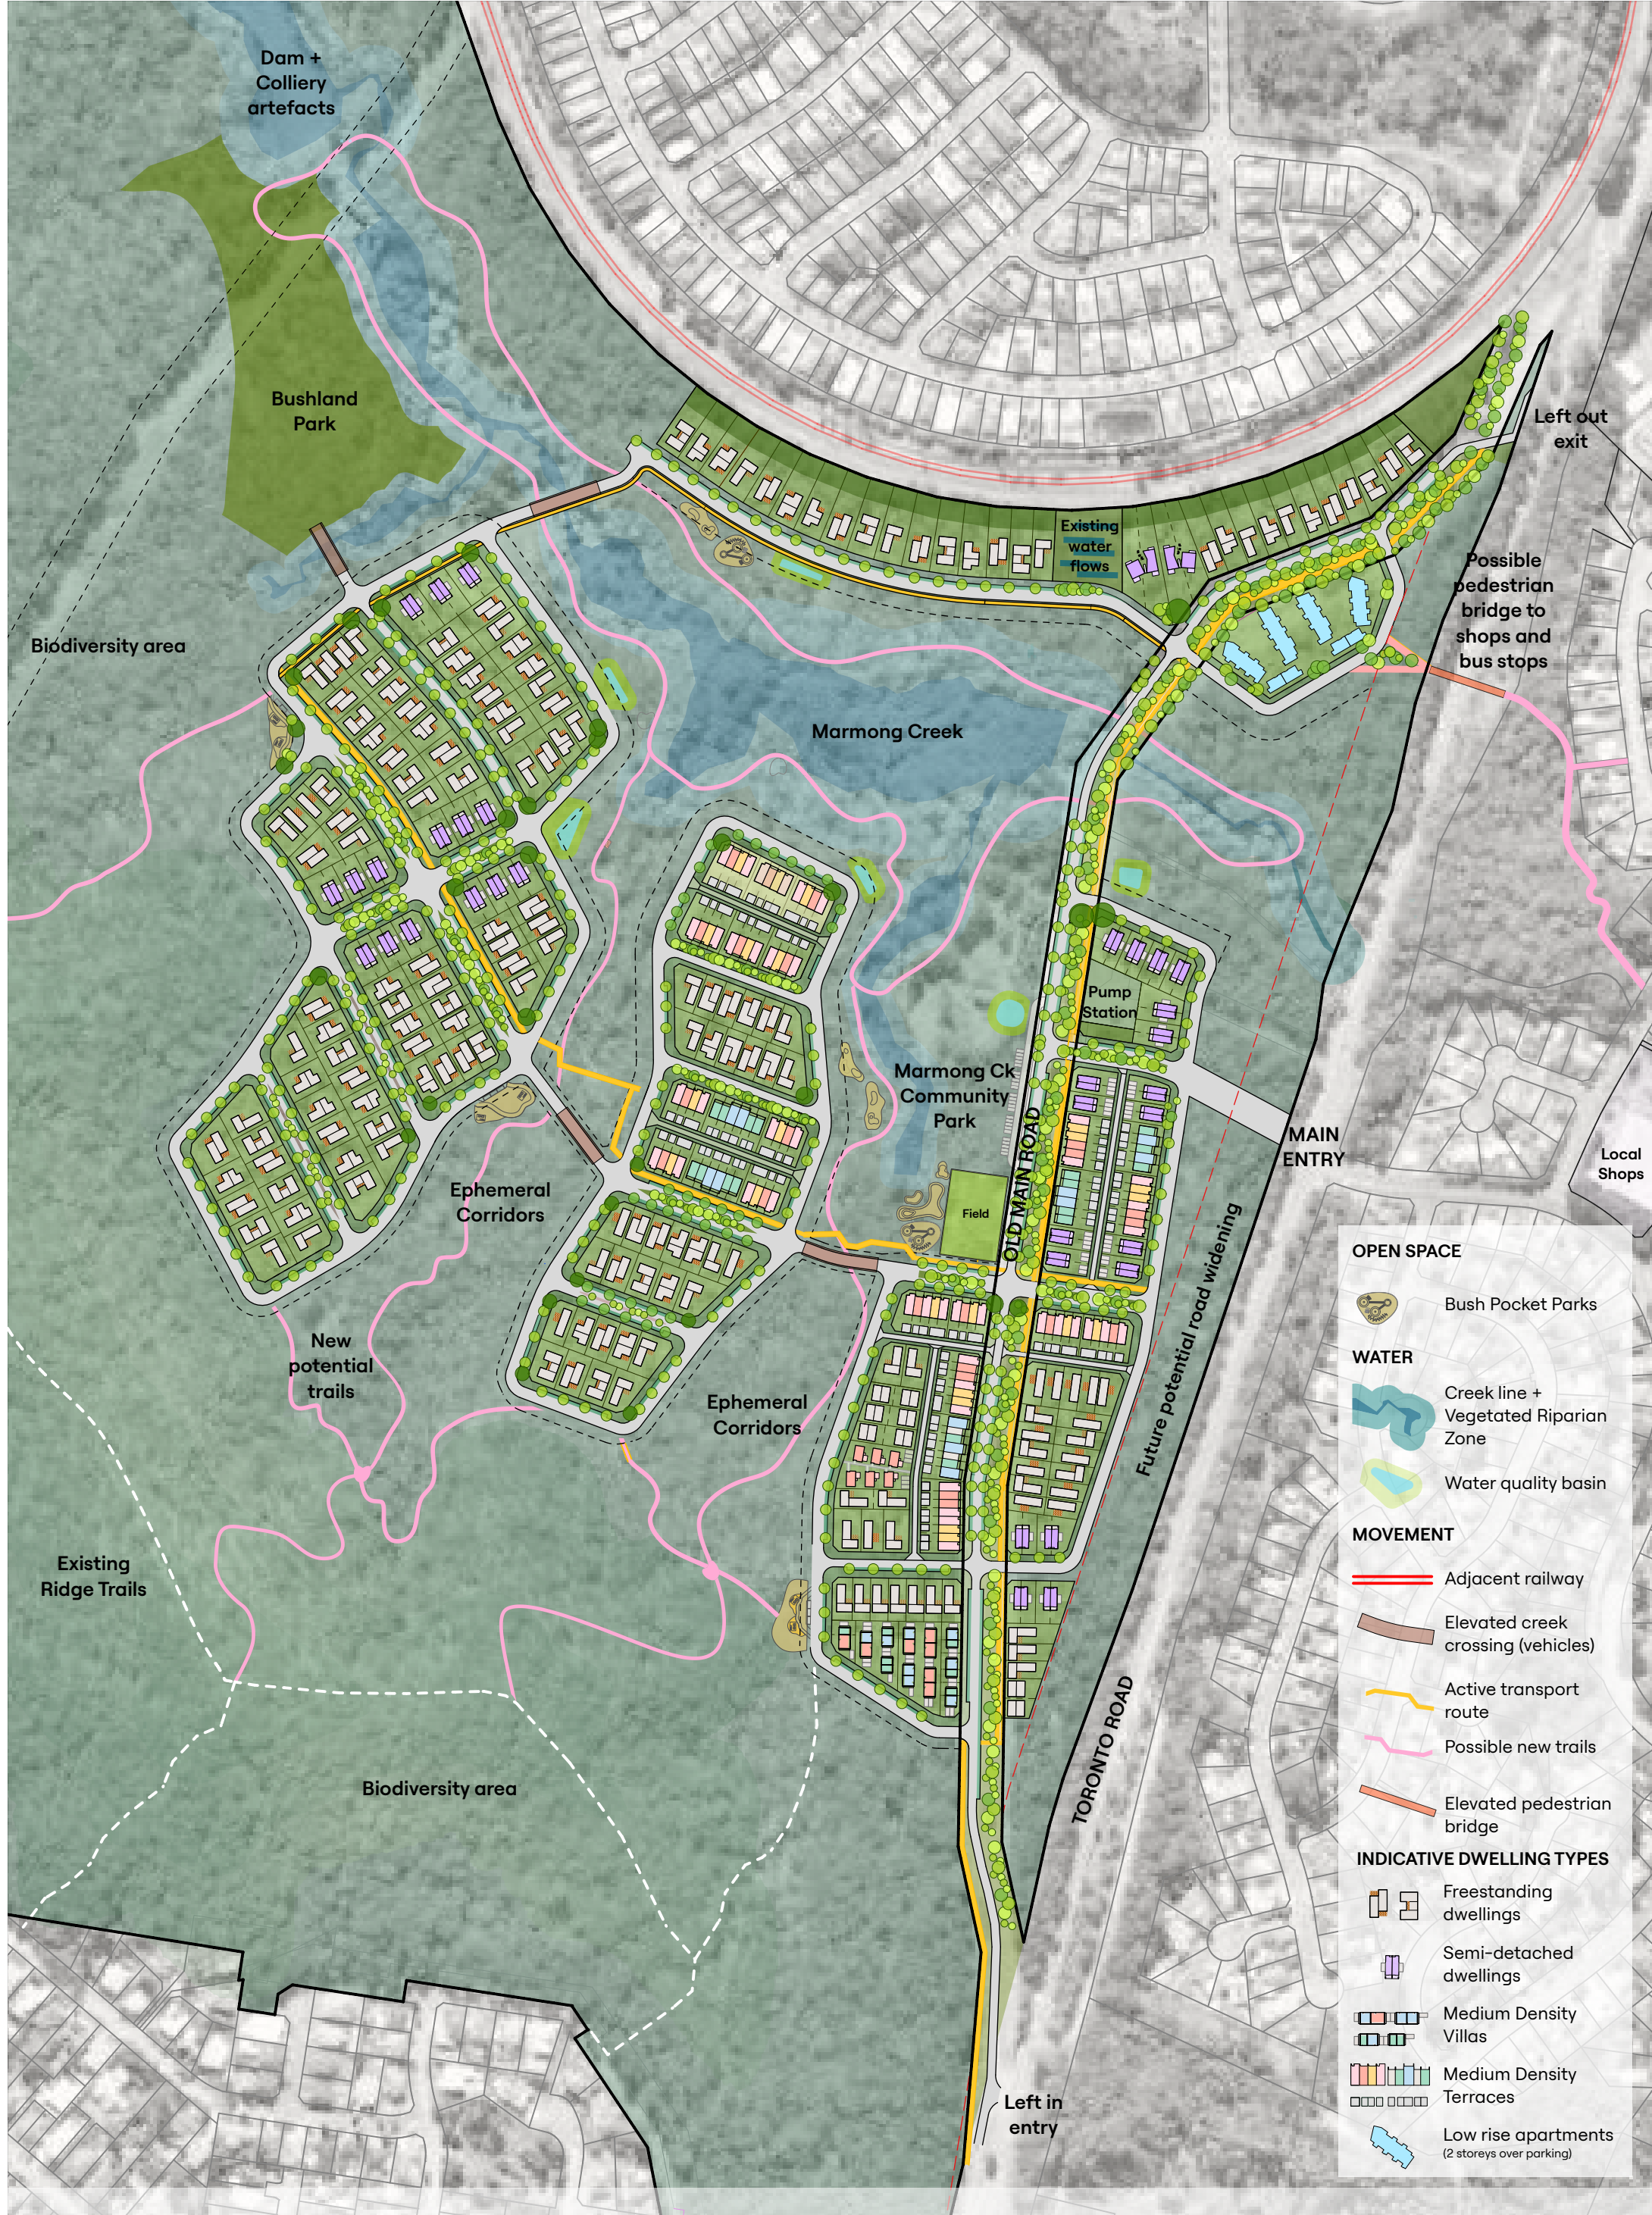 Dam +
Colliery
artefacts
Bushland
Park
Left out
exit
Existing
water
flows
Possible
pedestrian
bridge to
shops and
bus stops
Biodiversity area
Marmong Creek
Pump
Station
Marmong Ck
Community
Park
OLD MAIN ROAD
MAIN
ENTRY
Local
Shops
Ephemeral
Corridors
Field
Future potential road widening
New
potential
trails
Ephemeral
Corridors
Existing
Ridge Trails
TORONTO ROAD
Biodiversity area
Left in
entry
OPEN SPACE
Bush Pocket Parks
WATER
Creek line +
Vegetated Riparian
Zone
Water quality basin
MOVEMENT
Adjacent railway
Elevated creek
crossing (vehicles)
Active transport
route
Possible new trails
Elevated pedestrian
bridge
INDICATIVE DWELLING TYPES
Freestanding
dwellings
Semi-detached
dwellings
Medium Density
Villas
Medium Density
Terraces
Low rise apartments
(2 storeys over parking)